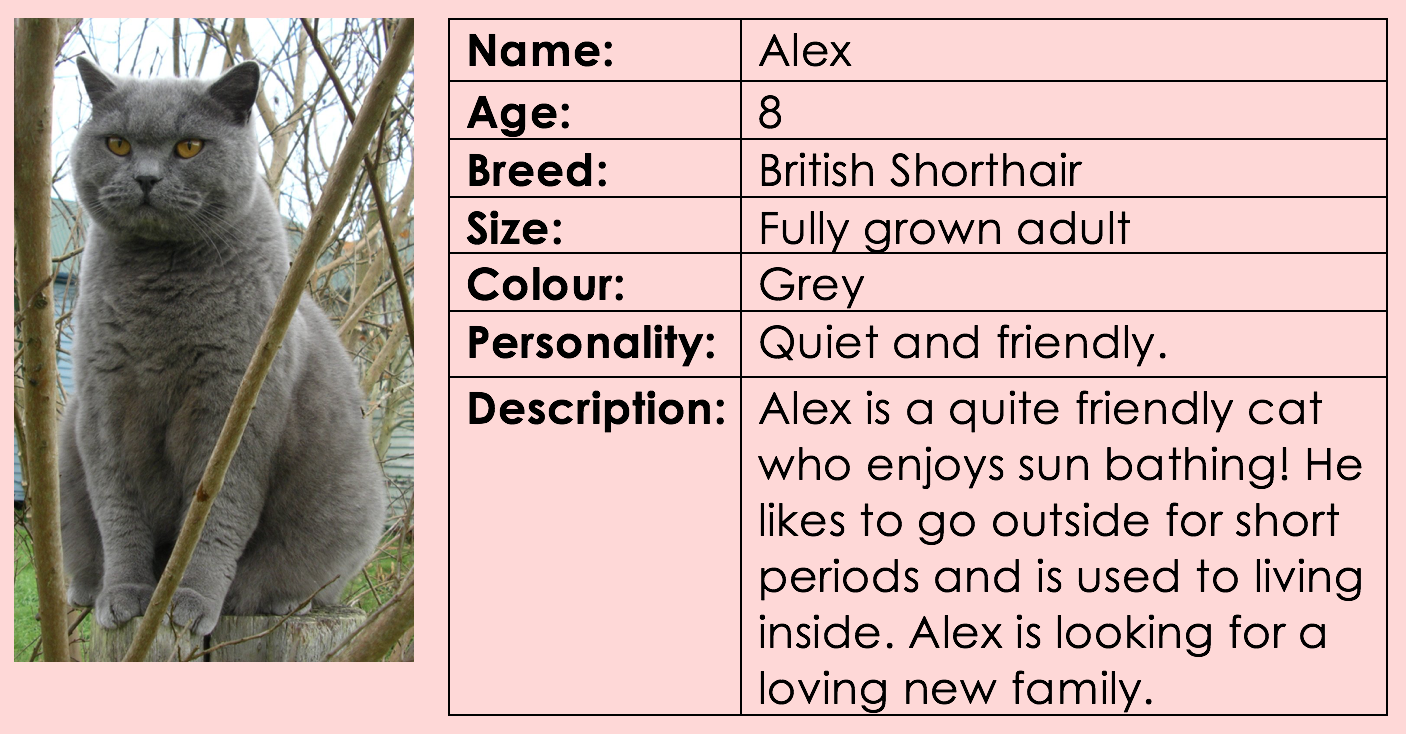 Name: Alex
Age: 8
Breed: British Shorthair
Size: Fully grown adult
Colour: Grey
Personality: Quiet and friendly.
Description: Alex is a quite friendly cat
who enjoys sun bathing! He
likes to go outside for short
periods and is used to living
inside. Alex is looking for a
loving new family.